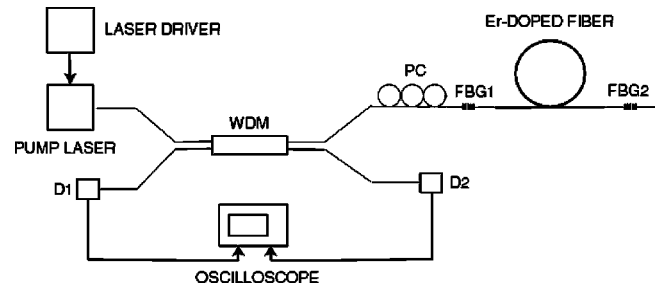 LASER DRIVER
Er-DOPED FIBER
PC
FBG1
FBG2
WDM
PUMP LASER
D1
D2
OSCILLOSCOPE